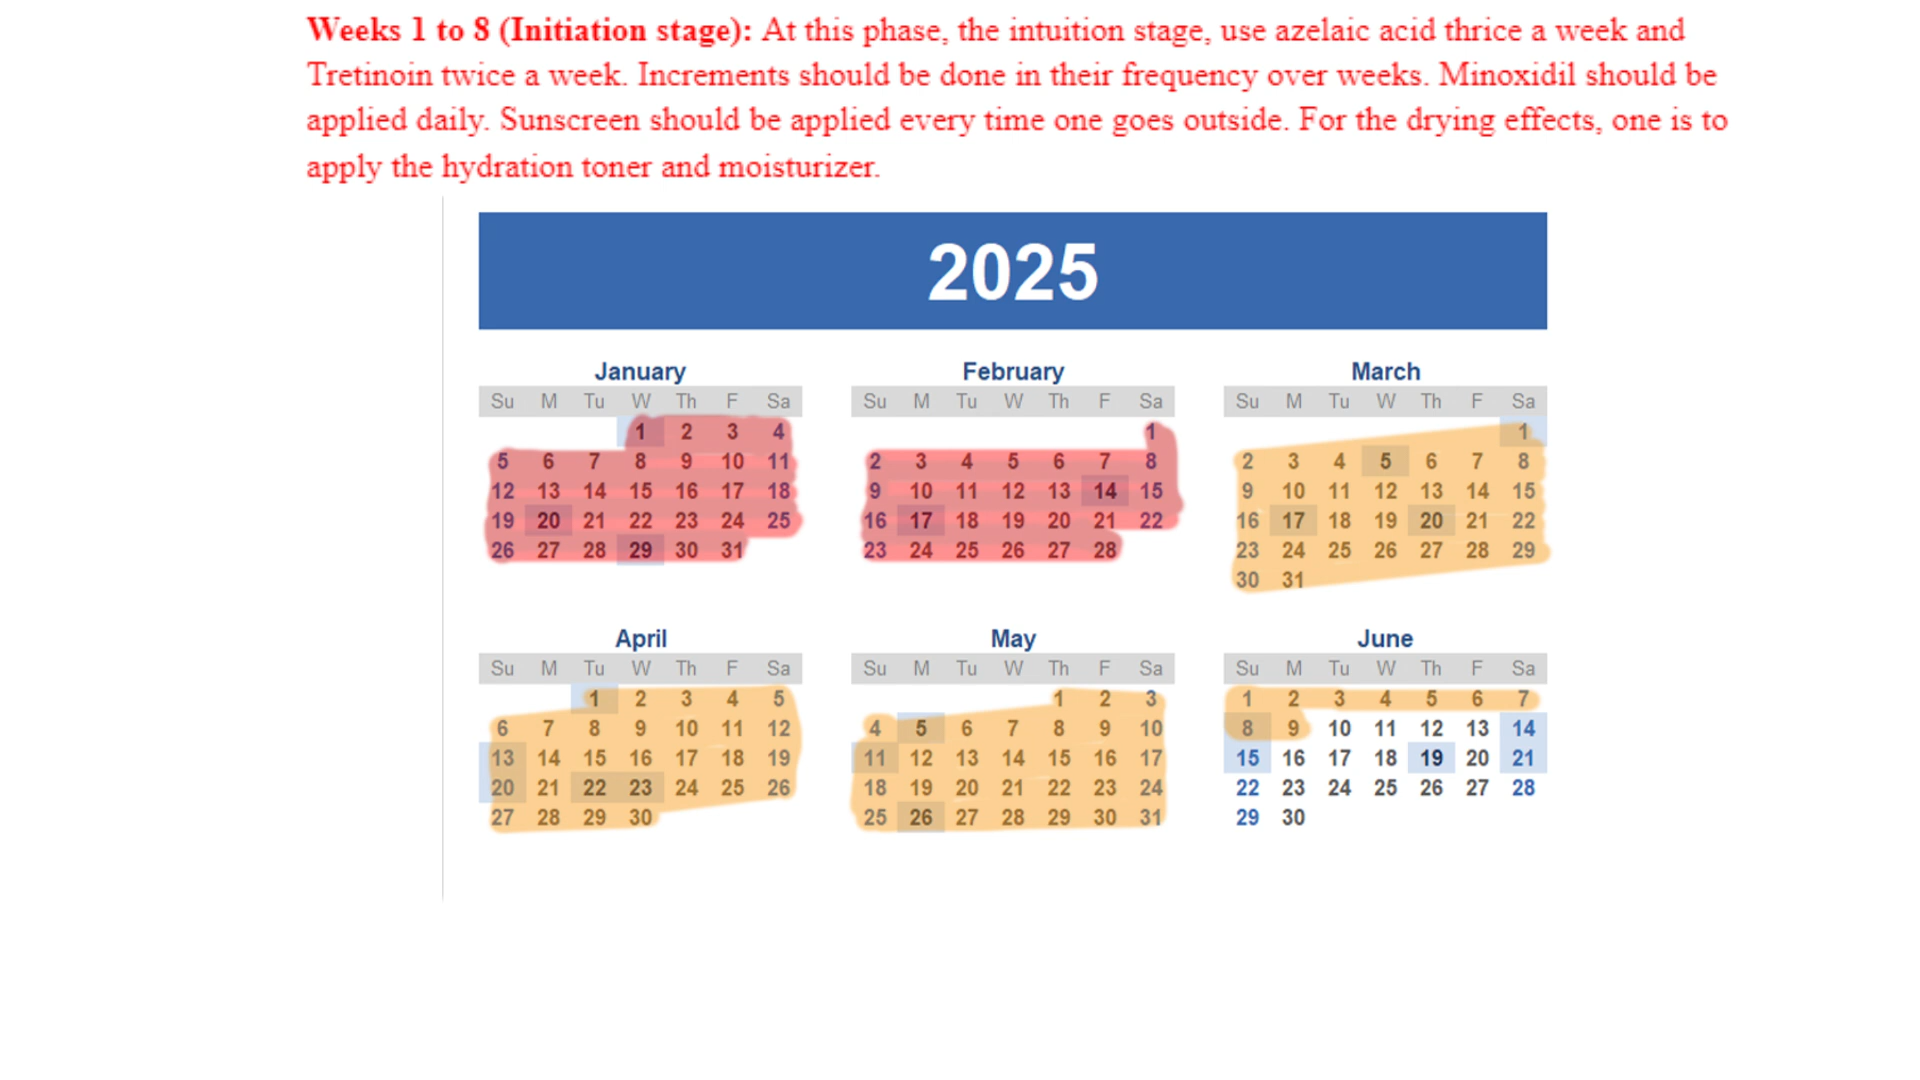 Weeks 1 to 8 (Initiation stage): At this phase, the intuition stage, use azelaic acid thrice a week and
Tretinoin twice a week. Increments should be done in their frequency over weeks. Minoxidil should be
applied daily. Sunscreen should be applied every time one goes outside. For the drying effects, one is to
apply the hydration toner and moisturizer.
2025
January
Su M Tu W Th F Sa
1 2 3 4
5 6 7 8 9 10 11
12 13 14 15 16 17 18
19 20 21 22 23 24 25
26 27 28 29 30 31
February
Su M Tu W Th F Sa
1
2 3 4 5 6 7 8
9 10 11 12 13 14 15
16 17 18 19 20 21 22
23 24 25 26 27 28
March
Su M Tu W Th F Sa
1
2 3 4 5 6 7 8
9 10 11 12 13 14 15
16 17 18 19 20 21 22
23 24 25 26 27 28 29
30 31
April
Su M Tu W Th F Sa
1 2 3 4 5
6 7 8 9 10 11 12
13 14 15 16 17 18 19
20 21 22 23 24 25 26
27 28 29 30
May
Su M Tu W Th F Sa
1 2 3
4 5 6 7 8 9 10
11 12 13 14 15 16 17
18 19 20 21 22 23 24
25 26 27 28 29 30 31
June
Su M Tu W Th F Sa
1 2 3 4 5 6 7
8 9 10 11 12 13 14
15 16 17 18 19 20 21
22 23 24 25 26 27 28
29 30